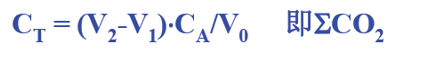 C_T = (V_2-V_1)·C_A/V_0 即ΣCO_2